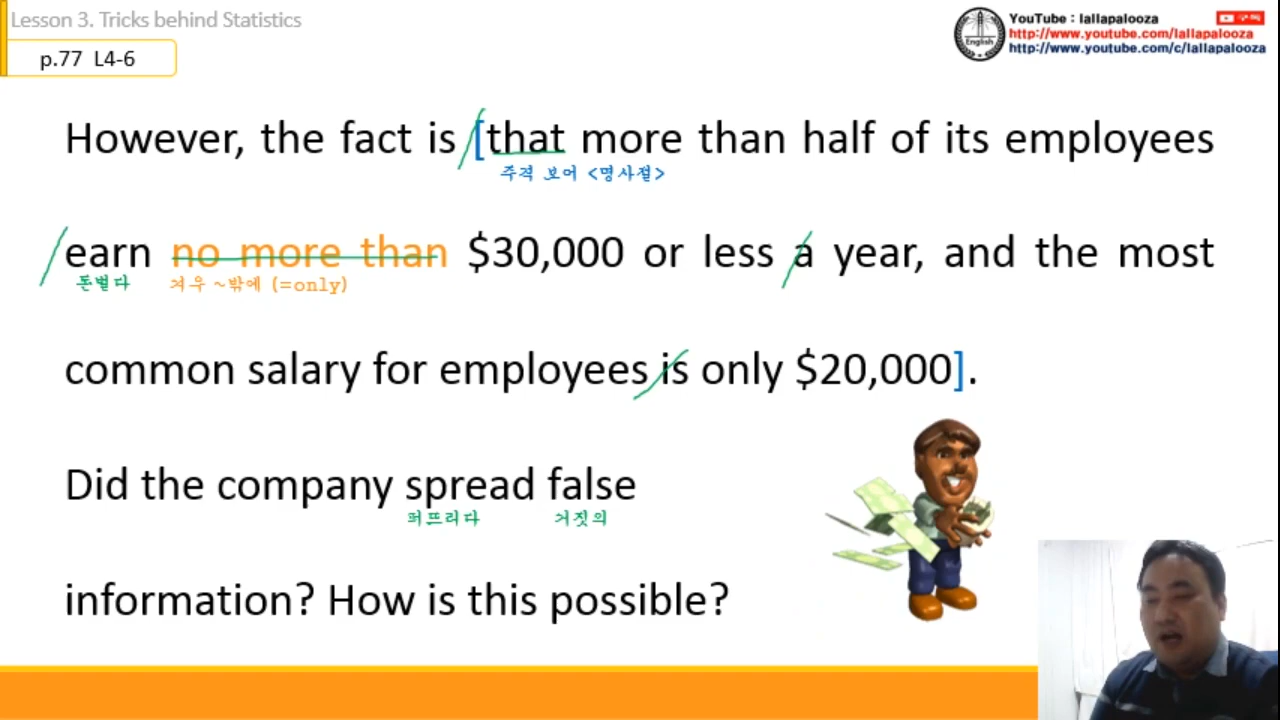 Lesson 3. Tricks behind Statistics
p.77 L4-6
English
YouTube : lallapalooza
구독
http://www.youtube.com/lallapalooza
http://www.youtube.com/c/lallapalooza
However, the fact is [that more than half of its employees
주격 보어 <명사절>
earn no more than $30,000 or less a year, and the most
돈벌다 겨우 ~밖에 (=only)
common salary for employees is only $20,000].
Did the company spread false
퍼뜨리다 거짓의
information? How is this possible?